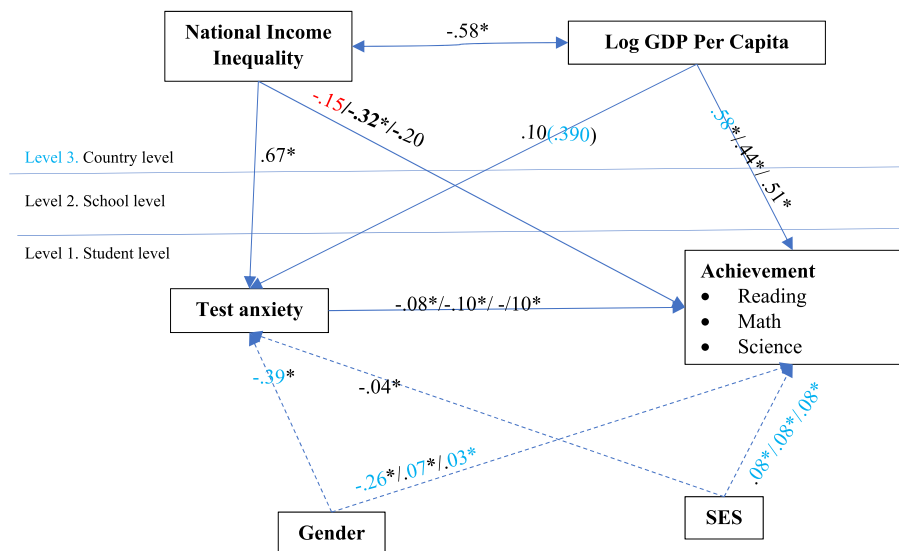 National Income
Inequality
-.58*
Log GDP Per Capita
-.15/-.32*/-.20
.10(.390)
.58*/.44*/ .51*
Level 3. Country level
.67*
Level 2. School level
Level 1. Student level
Test anxiety
-.08*/-.10*/ -/10*
Achievement
• Reading
• Math
• Science
-.39*
-.04*
-.26*/.07*/.03*
.08*/.08*/.08*
Gender
SES